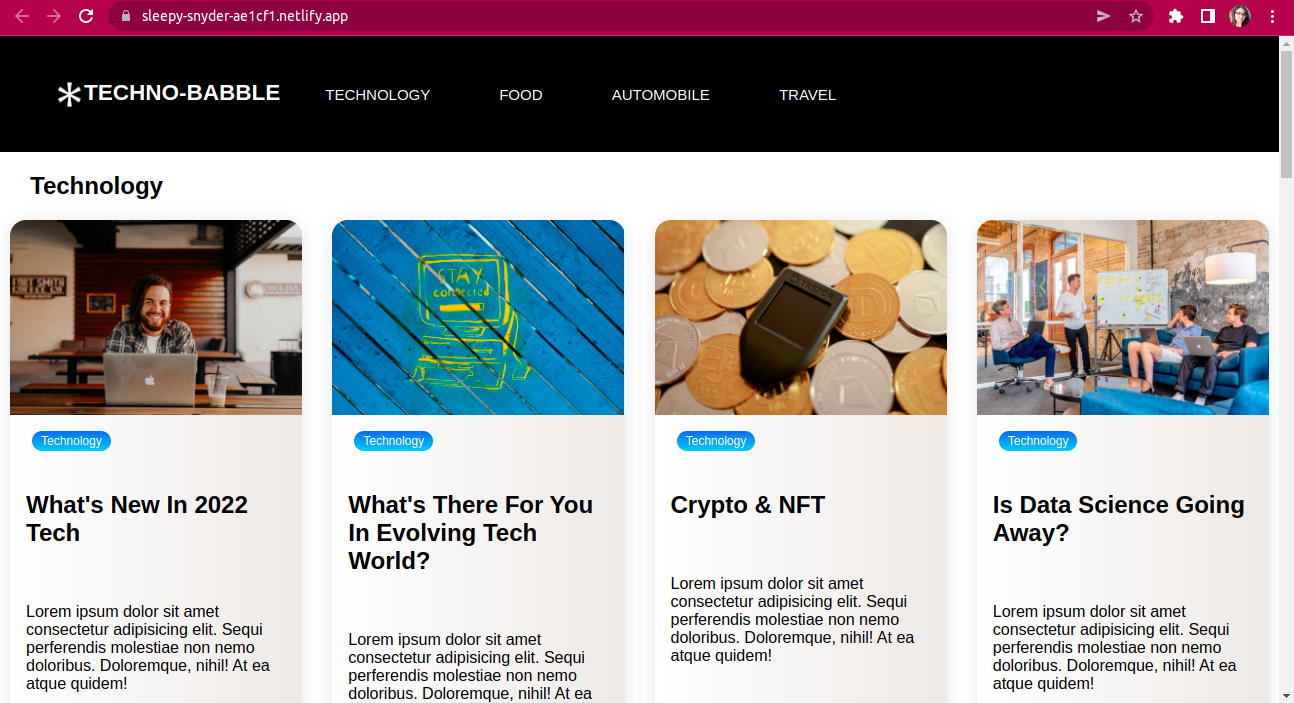 sleepy-snyder-ae1cf1.netlify.app
TECHNO-BABBLE TECHNOLOGY FOOD AUTOMOBILE TRAVEL
Technology
STAY
connected
TREZOR
Technology Technology Technology Technology
What's New In 2022
Tech
Lorem ipsum dolor sit amet
consectetur adipisicing elit. Sequi
perferendis molestiae non nemo
doloribus. Doloremque, nihil! At ea
atque quidem!
What's There For You
In Evolving Tech
World?
Lorem ipsum dolor sit amet
consectetur adipisicing elit. Sequi
perferendis molestiae non nemo
doloribus. Doloremque, nihil! At ea
Crypto & NFT
Lorem ipsum dolor sit amet
consectetur adipisicing elit. Sequi
perferendis molestiae non nemo
doloribus. Doloremque, nihil! At ea
atque quidem!
Is Data Science Going
Away?
Lorem ipsum dolor sit amet
consectetur adipisicing elit. Sequi
perferendis molestiae non nemo
doloribus. Doloremque, nihil! At ea
atque quidem!